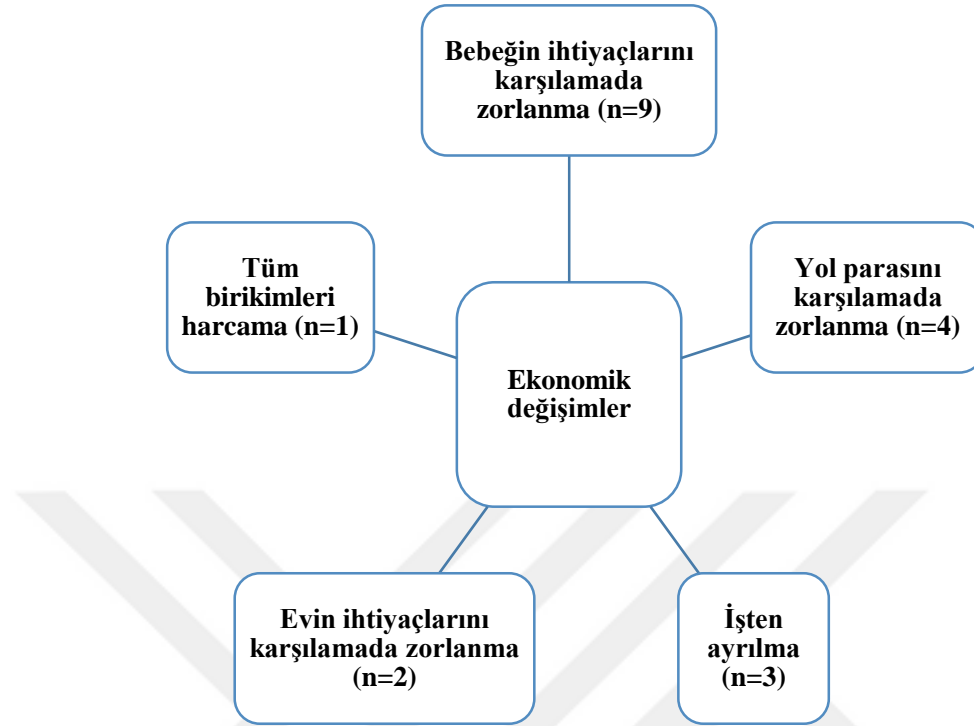 Bebeğin ihtiyaçlarını
karşılamada
zorlanma (n=9)
Tüm
birikimleri
harcama (n=1)
Yol parasını
karşılamada
zorlanma (n=4)
Ekonomik
değişimler
Evin ihtiyaçlarını
karşılamada zorlanma
(n=2)
İşten
ayrılma
(n=3)